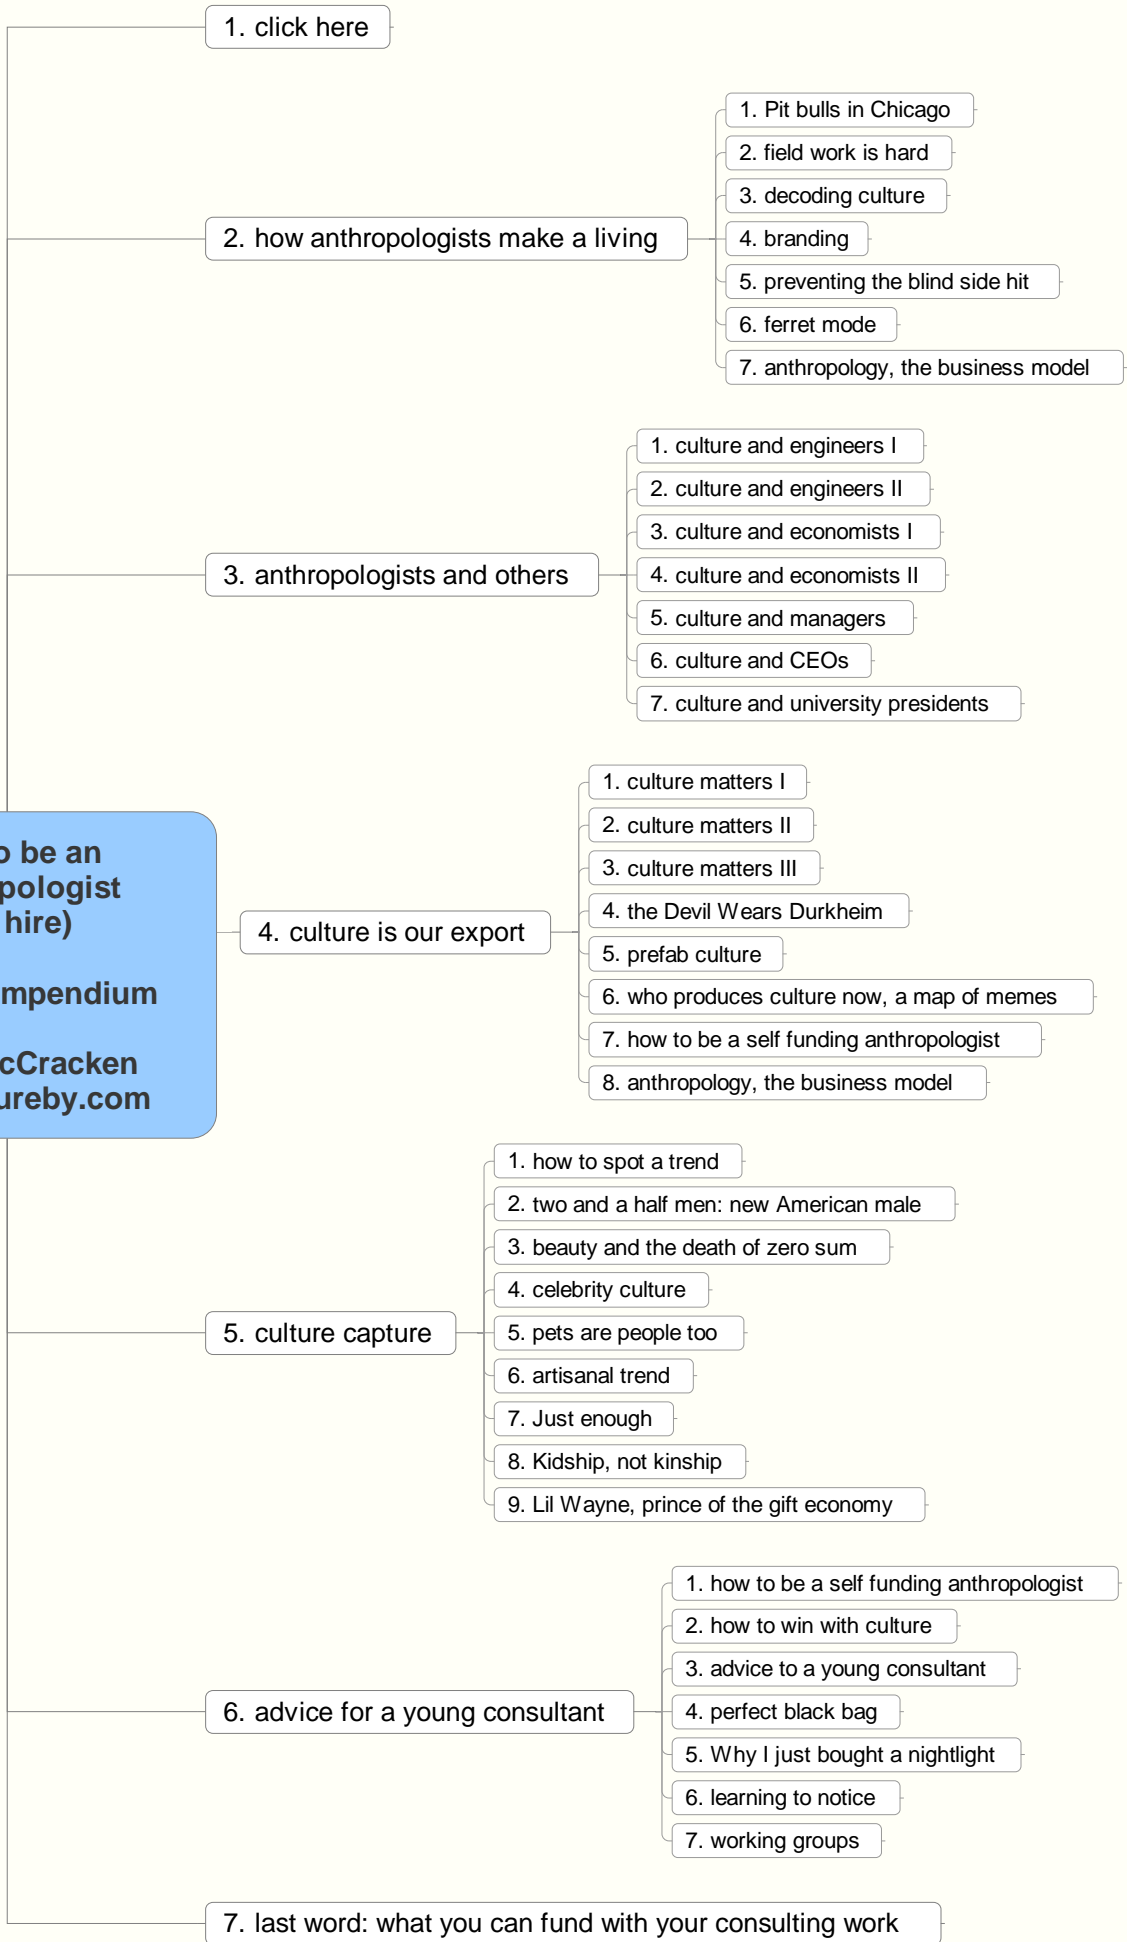 1. click here
2. how anthropologists make a living
1. Pit bulls in Chicago
2. field work is hard
3. decoding culture
4. branding
5. preventing the blind side hit
6. ferret mode
7. anthropology, the business model
3. anthropologists and others
1. culture and engineers I
2. culture and engineers II
3. culture and economists I
4. culture and economists II
5. culture and managers
6. culture and CEOs
7. culture and university presidents
o be an
pologist
hire)
mpendium
cCracken
ureby.com
4. culture is our export
1. culture matters I
2. culture matters II
3. culture matters III
4. the Devil Wears Durkheim
5. prefab culture
6. who produces culture now, a map of memes
7. how to be a self funding anthropologist
8. anthropology, the business model
5. culture capture
1. how to spot a trend
2. two and a half men: new American male
3. beauty and the death of zero sum
4. celebrity culture
5. pets are people too
6. artisanal trend
7. Just enough
8. Kidship, not kinship
9. Lil Wayne, prince of the gift economy
6. advice for a young consultant
1. how to be a self funding anthropologist
2. how to win with culture
3. advice to a young consultant
4. perfect black bag
5. Why I just bought a nightlight
6. learning to notice
7. working groups
7. last word: what you can fund with your consulting work